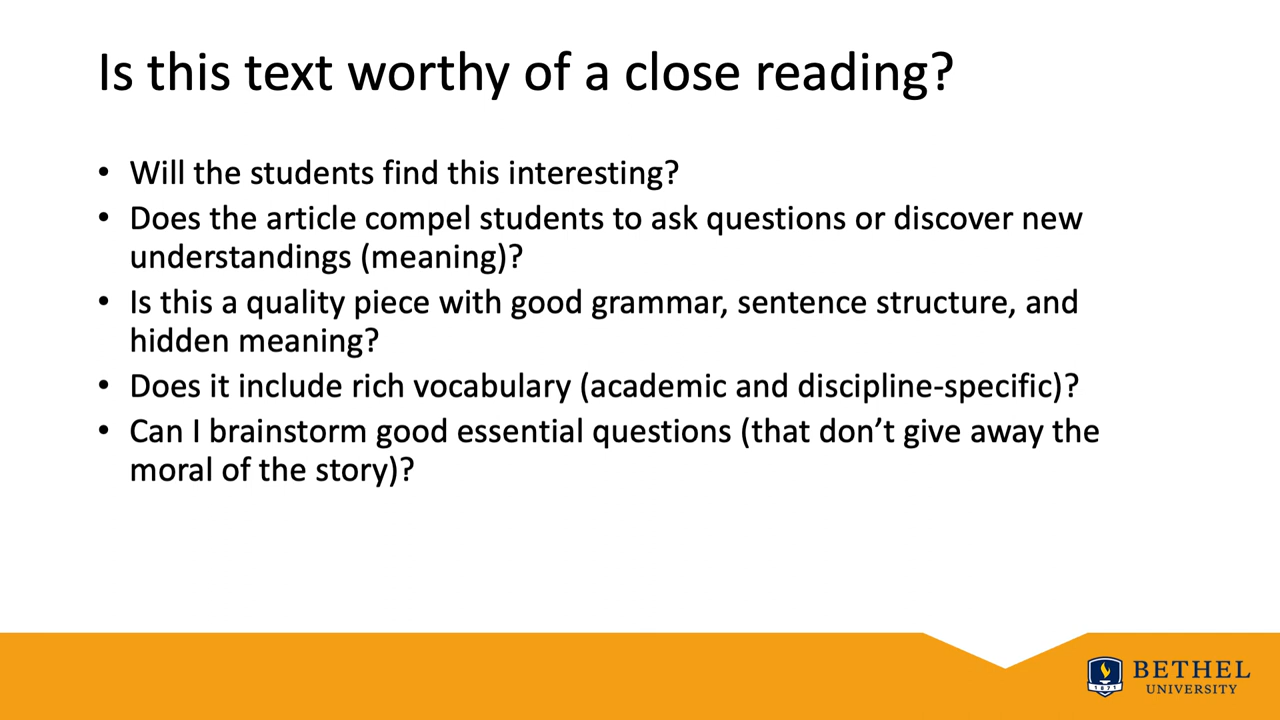 Is this text worthy of a close reading?
• Will the students find this interesting?
• Does the article compel students to ask questions or discover new
understandings (meaning)?
• Is this a quality piece with good grammar, sentence structure, and
hidden meaning?
• Does it include rich vocabulary (academic and discipline-specific)?
• Can I brainstorm good essential questions (that don’t give away the
moral of the story)?
1871
BETHEL
UNIVERSITY